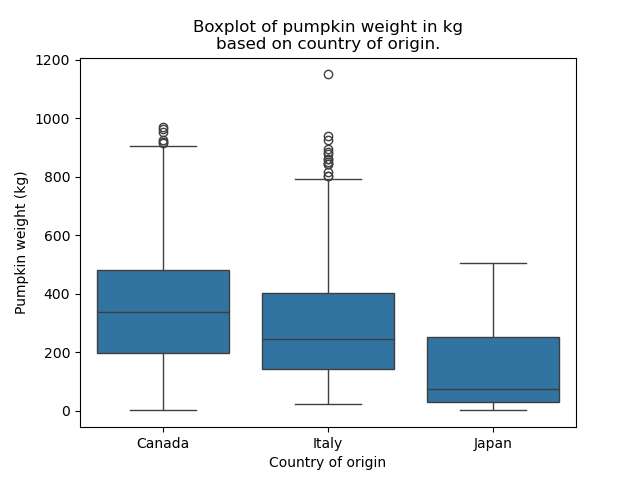 Boxplot of pumpkin weight in kg
based on country of origin.
1200
1000
800
600
400
200
0
Pumpkin weight (kg)
Canada
Italy
Japan
Country of origin